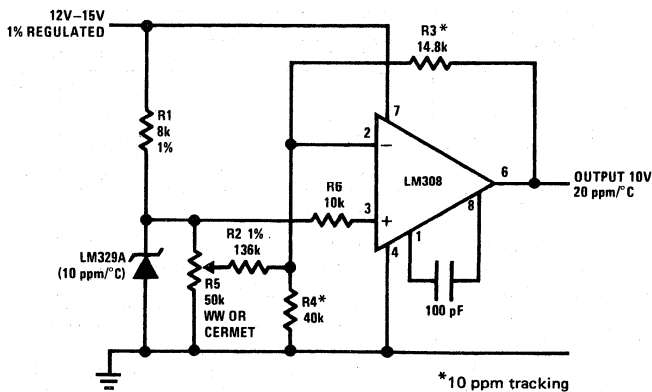 12V–15V
1% REGULATED
R3*
14.8k
R1
8k
1%
7
2
−
LM308
6
OUTPUT 10V
20 ppm/°C
R6
10k
3
+
8
1
4
R2 1%
136k
LM329A
(10 ppm/°C)
R5
50k
WW OR
CERMET
R4*
40k
100 pF
*10 ppm tracking